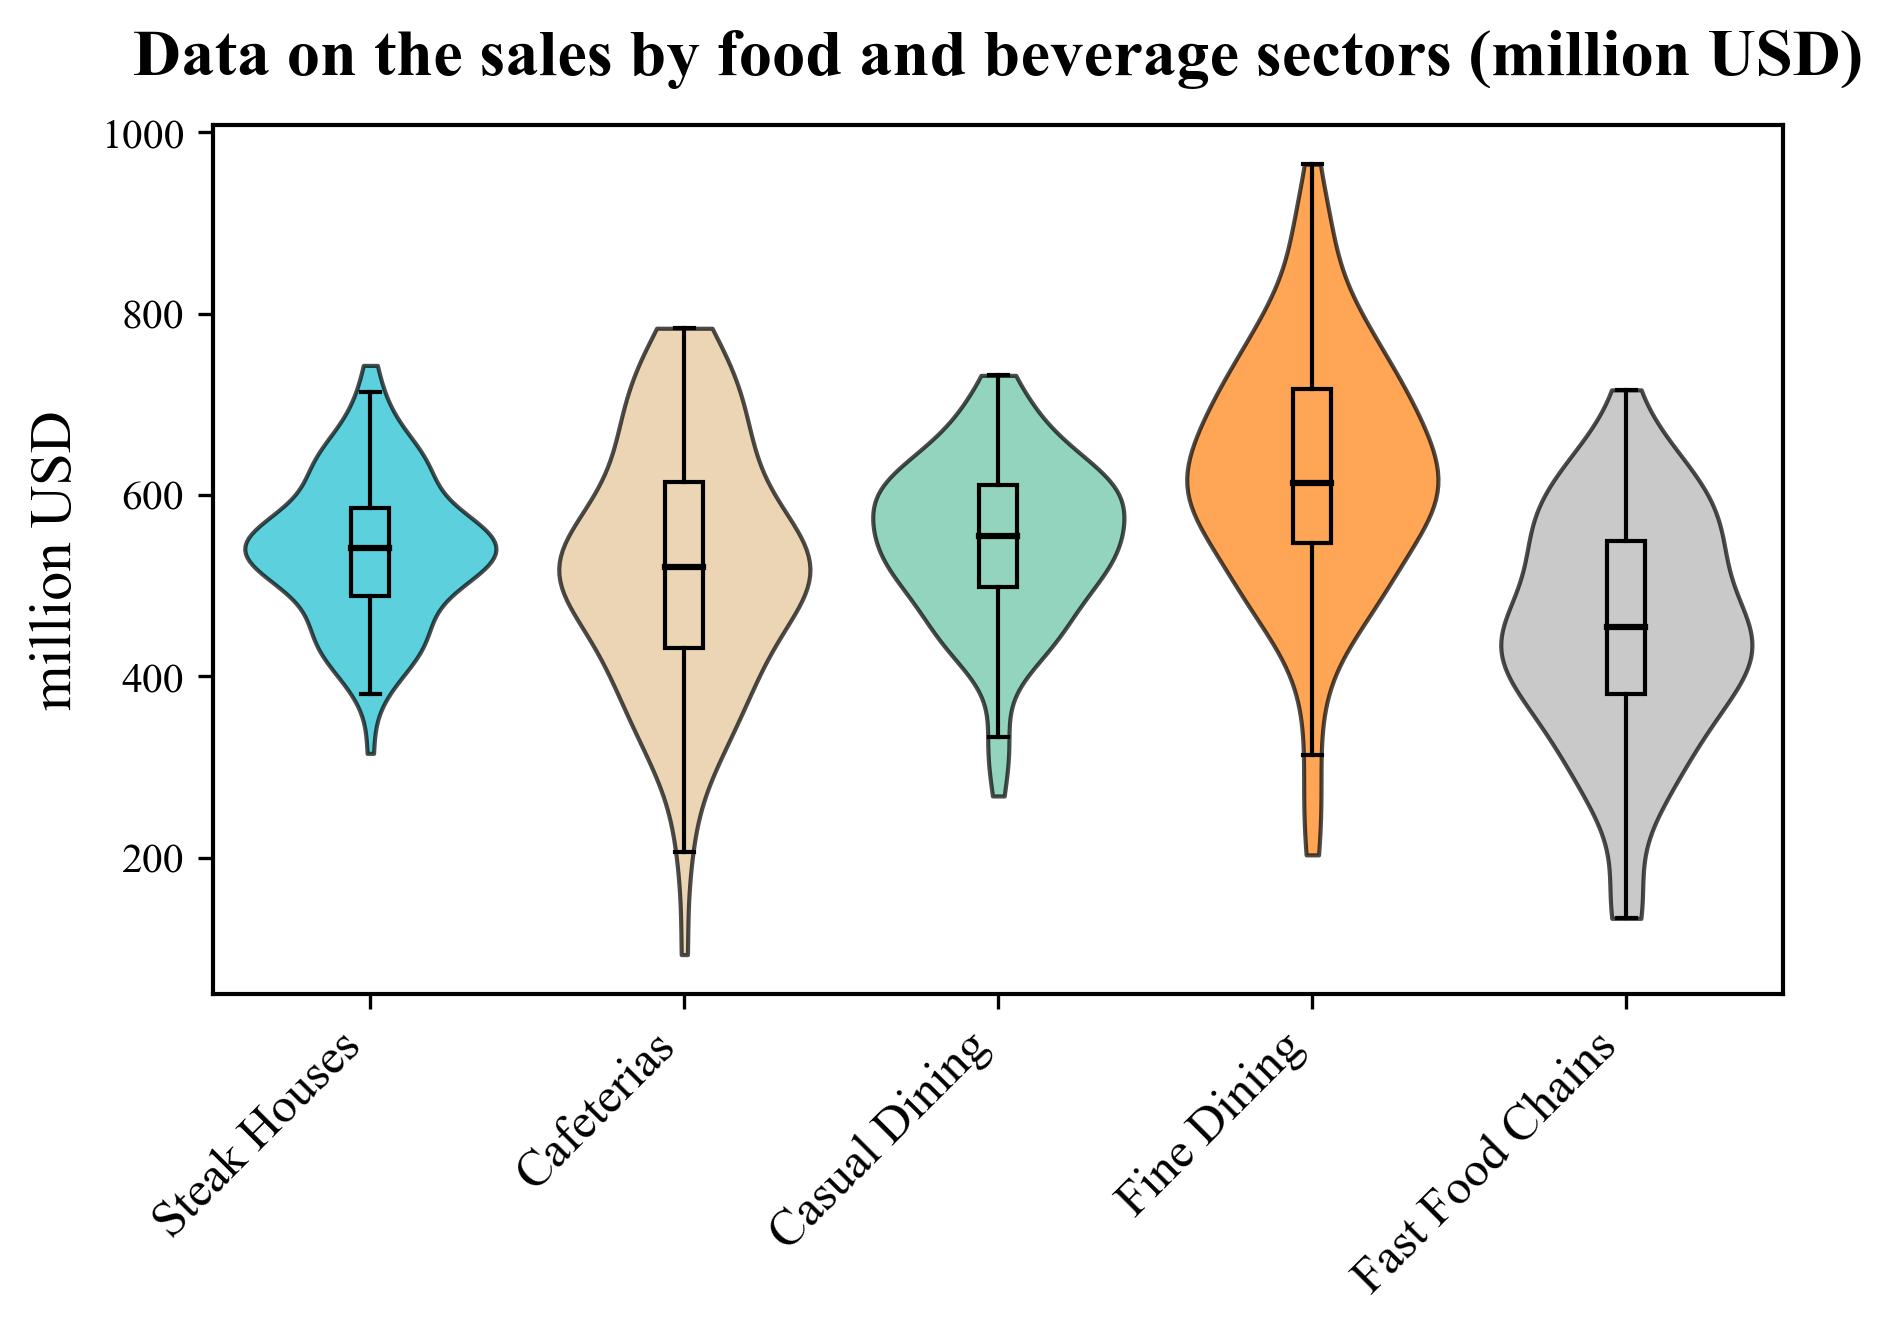 Data on the sales by food and beverage sectors (million USD)
million USD
1000
800
600
400
200
Steak Houses
Cafeterias
Casual Dining
Fine Dining
Fast Food Chains